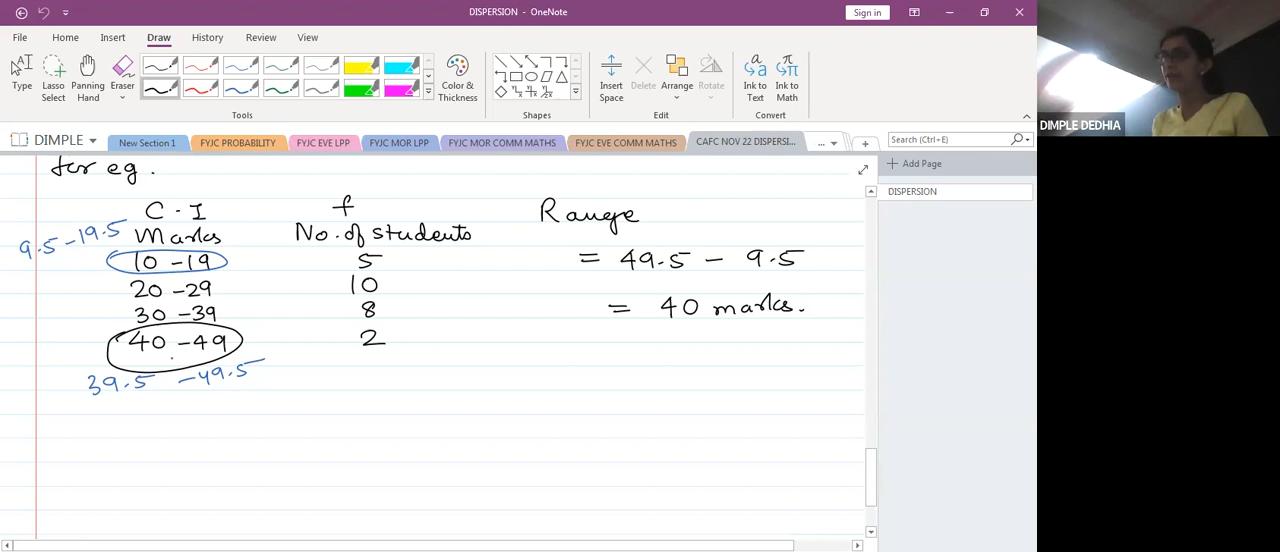 DISPERSION - OneNote
Sign in
File Home Insert Draw History Review View
Type
Lasso Select
Panning Hand
Eraser
Color & Thickness
Insert Space
Delete
Arrange
Rotate
Ink to Text
Ink to Math
Tools
Shapes
Edit
Convert
DIMPLE
New Section 1
FYJC PROBABILITY
FYJC EVE LPP
FYJC MOR LPP
FYJC MOR COMM MATHS
FYJC EVE COMM MATHS
CAFC NOV 22 DISPERSI...
Search (Ctrl+E)
Add Page
DISPERSION
DIMPLE DEDHIA
for eg.
C.I f Range
Marks No. of students
9.5 - 19.5
10 - 19 5 = 49.5 - 9.5
20 - 29 10
30 - 39 8 = 40 marks.
40 - 49 2
39.5 - 49.5